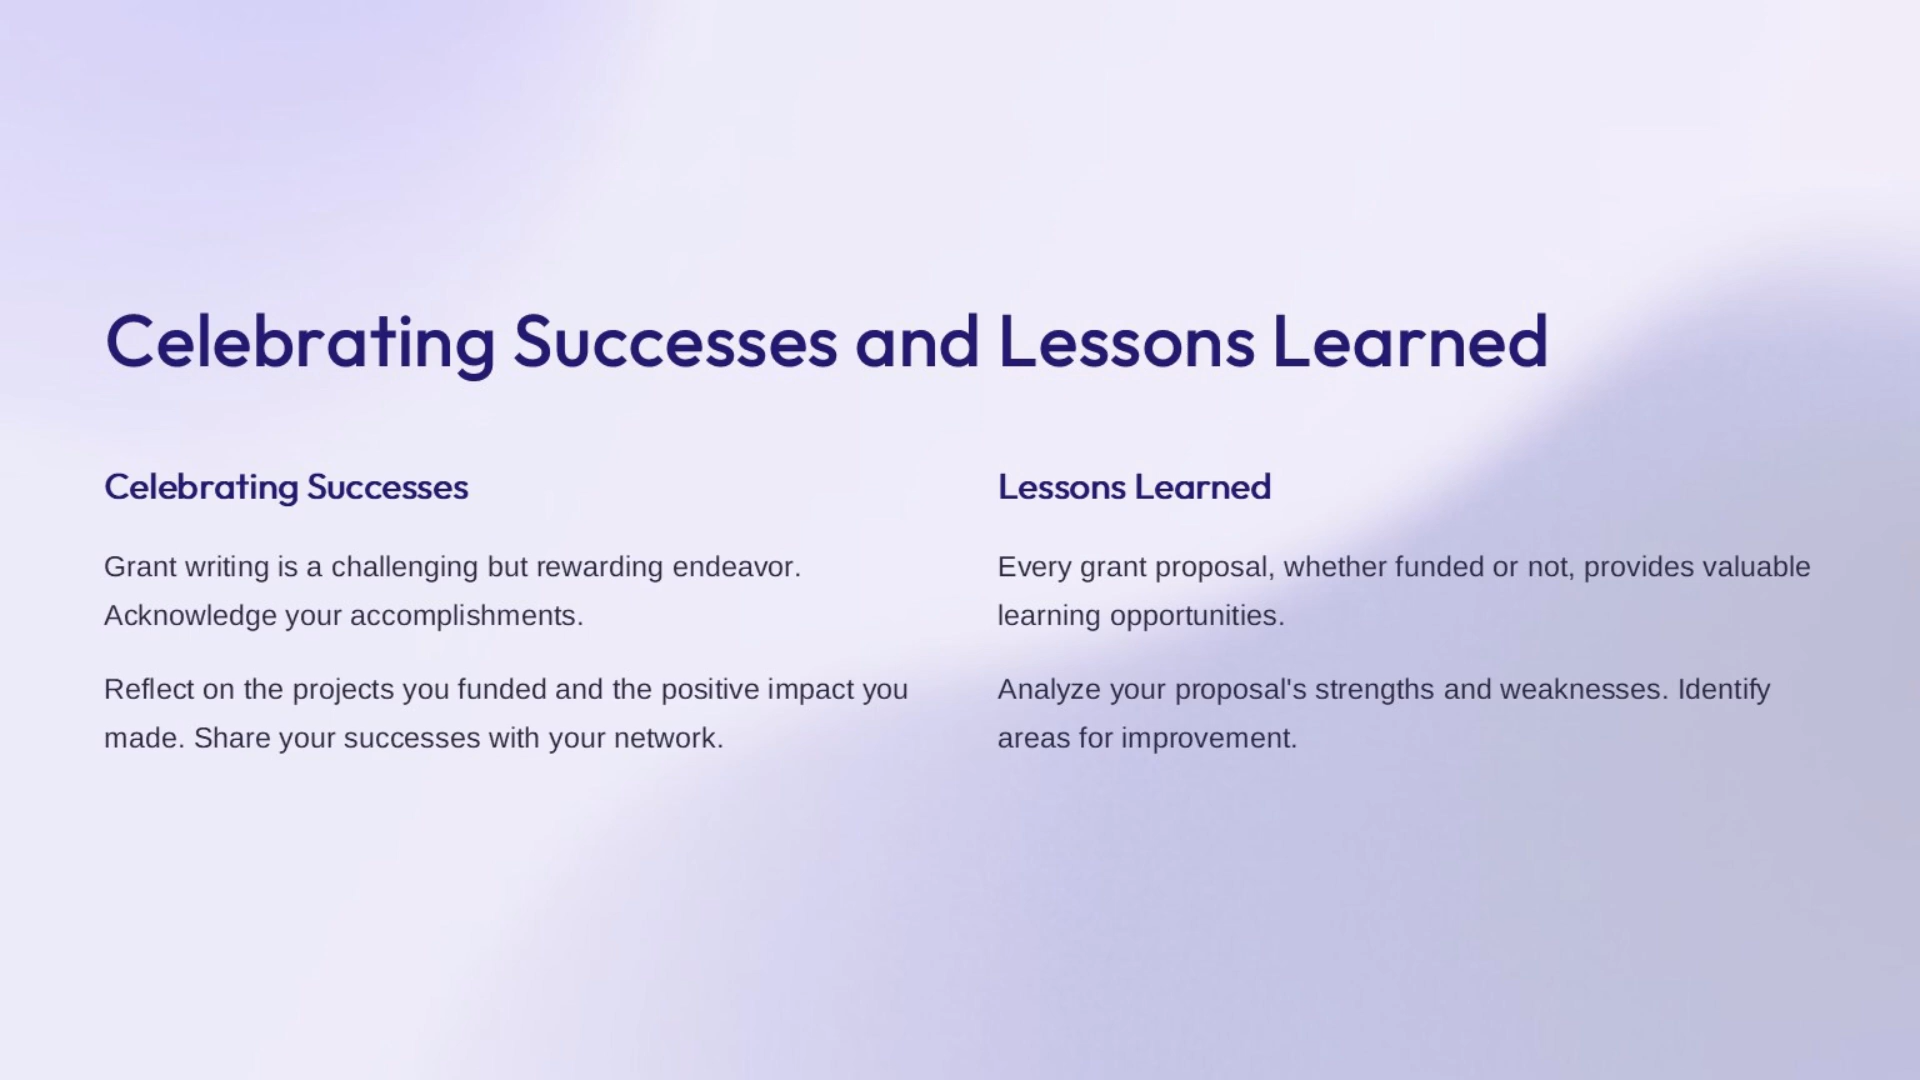 Celebrating Successes and Lessons Learned
Celebrating Successes
Grant writing is a challenging but rewarding endeavor.
Acknowledge your accomplishments.
Reflect on the projects you funded and the positive impact you
made. Share your successes with your network.
Lessons Learned
Every grant proposal, whether funded or not, provides valuable
learning opportunities.
Analyze your proposal's strengths and weaknesses. Identify
areas for improvement.